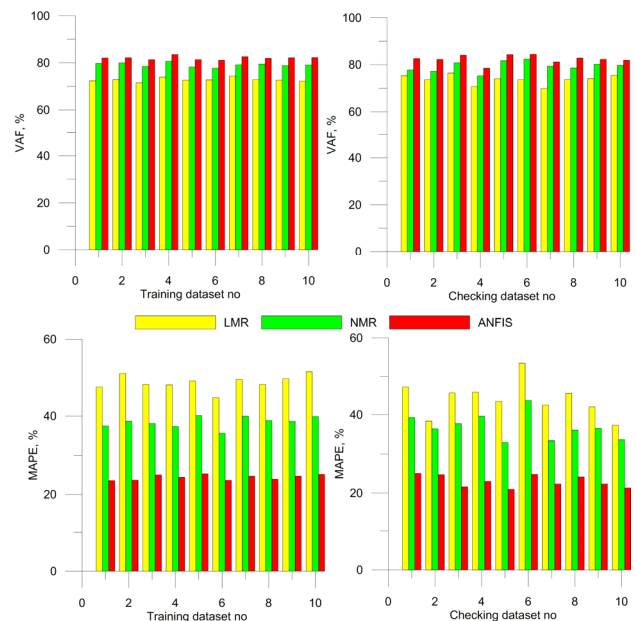 100
80
60
40
20
0
VAF, %
0 2 4 6 8 10
Training dataset no
100
80
60
40
20
0
VAF, %
0 2 4 6 8 10
Checking dataset no
LMR NMR ANFIS
60
40
20
0
MAPE, %
0 2 4 6 8 10
Training dataset no
60
40
20
0
MAPE, %
0 2 4 6 8 10
Checking dataset no